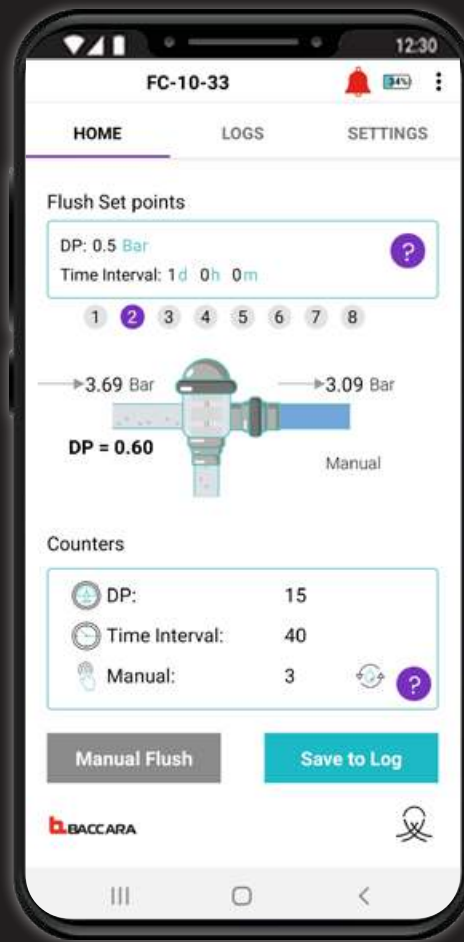 12:30
FC-10-33
34%
HOME LOGS SETTINGS
Flush Set points
DP: 0.5 Bar
?
Time Interval: 1d 0h 0m
1 2 3 4 5 6 7 8
3.69 Bar
3.09 Bar
DP = 0.60
Manual
Counters
DP: 15
Time Interval: 40
Manual: 3
?
Manual Flush
Save to Log
BACCARA